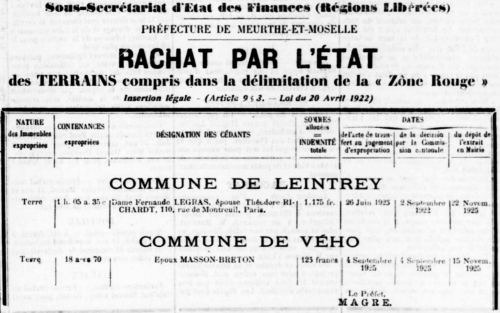 Sous-Secrétariat d'Etat des Finances (Régions Libérées)
PRÉFECTURE DE MEURTHE-ET-MOSELLE
RACHAT PAR L'ÉTAT
des TERRAINS compris dans la délimitation de la « Zône Rouge »
Insertion légale - (Article 9 § 3. - Loi du 20 Avril 1922)
NATURE des Immeubles expropriés
CONTENANCES expropriées
DÉSIGNATION DES CÉDANTS
SOMMES allouées = INDEMNITÉ totale
DATES
de l'acte de transfert ou jugement d'expropriation
de la décision par la Commission cantonale
du dépôt de l'extrait en Mairie
COMMUNE DE LEINTREY
Terre
1 h. 05 a. 35 c
Dame Fernande LEGRAS, épouse Théodore RICHARDT, 110, rue de Montreuil, Paris.
1.175 fr.
26 Juin 1925
2 Septembre 1922
22 Novem. 1925
COMMUNE DE VÉHO
Terre
18 ares 70
Epoux MASSON-BRETON
125 francs
4 Septembre 1925
4 Septembre 1925
15 Novem. 1925
Le Préfet,
MAGRE.